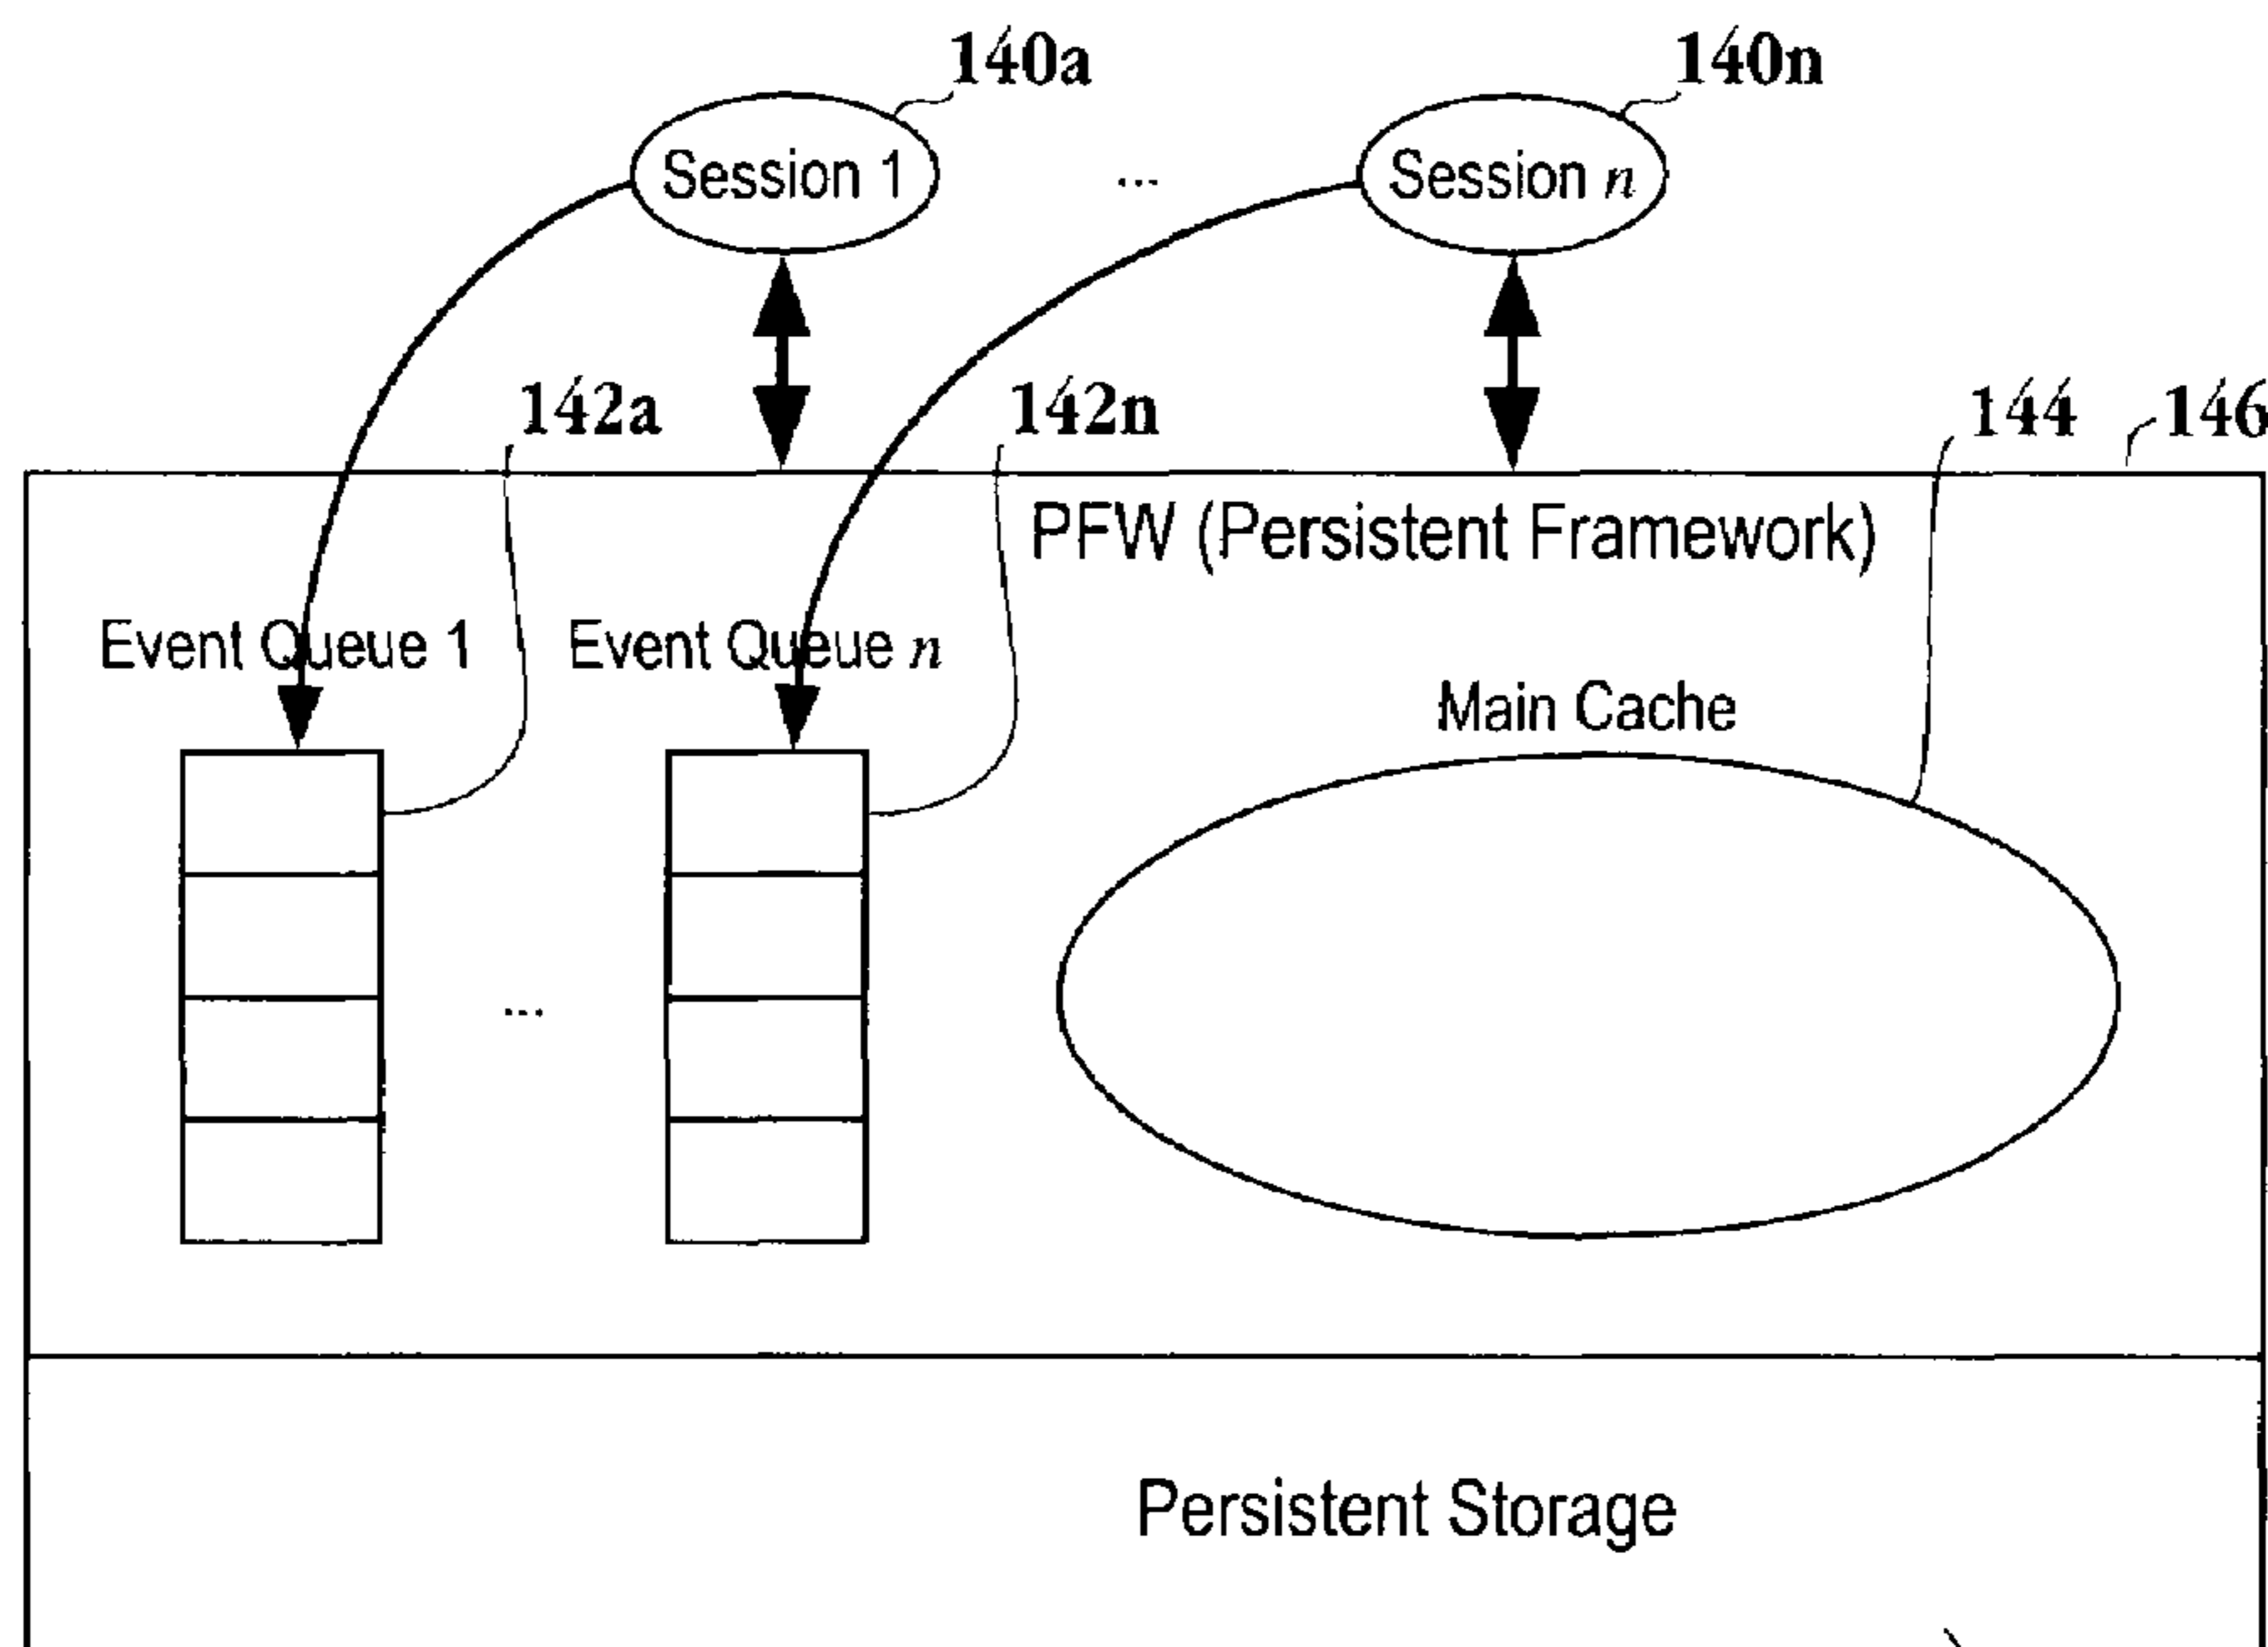 140a 140n
Session 1 ... Session n
142a 142n 144 146
PFW (Persistent Framework)
Event Queue 1 Event Queue n
Main Cache
...
Persistent Storage